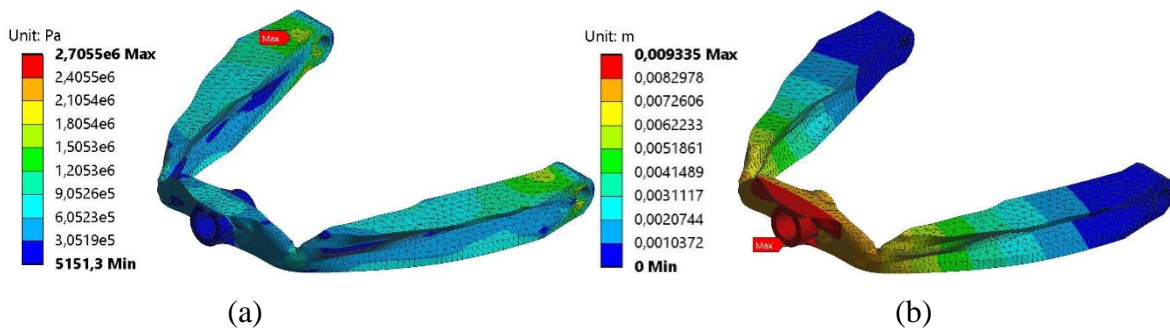 Unit: Pa
2,7055e6 Max
2,4055e6
2,1054e6
1,8054e6
1,5053e6
1,2053e6
9,0526e5
6,0523e5
3,0519e5
5151,3 Min
Max
(a)
Unit: m
0,009335 Max
0,0082978
0,0072606
0,0062233
0,0051861
0,0041489
0,0031117
0,0020744
0,0010372
0 Min
Max
(b)